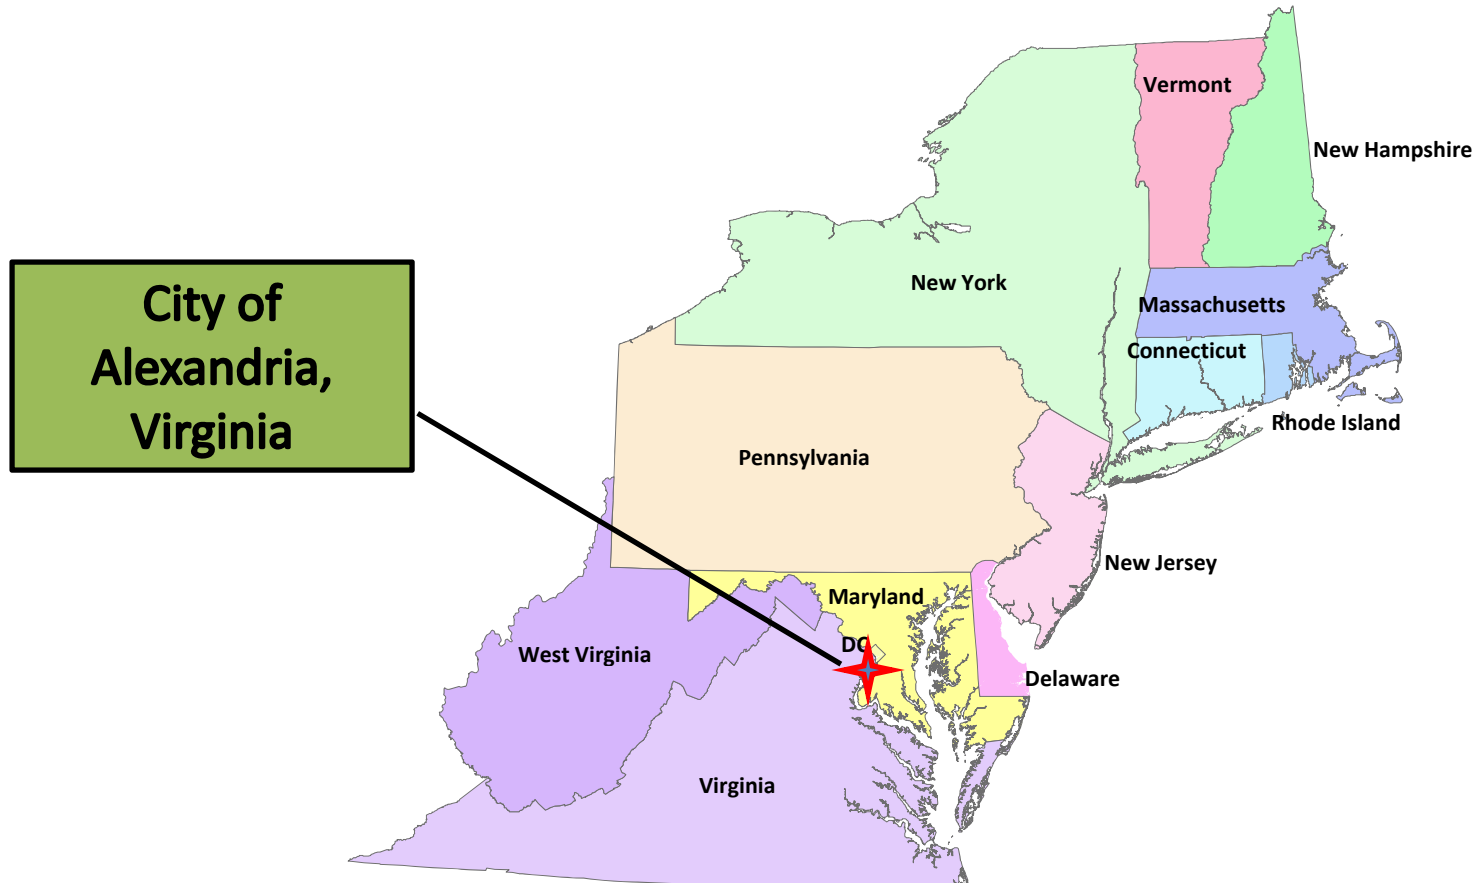 Vermont
New Hampshire
City of
Alexandria,
Virginia
New York
Massachusetts
Connecticut
Rhode Island
Pennsylvania
New Jersey
Maryland
DC
West Virginia
Delaware
Virginia